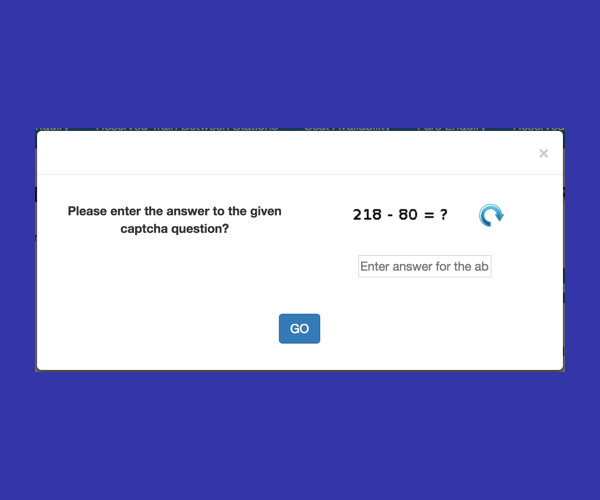 ×
Please enter the answer to the given
captcha question?
218 - 80 = ?
Enter answer for the ab
GO